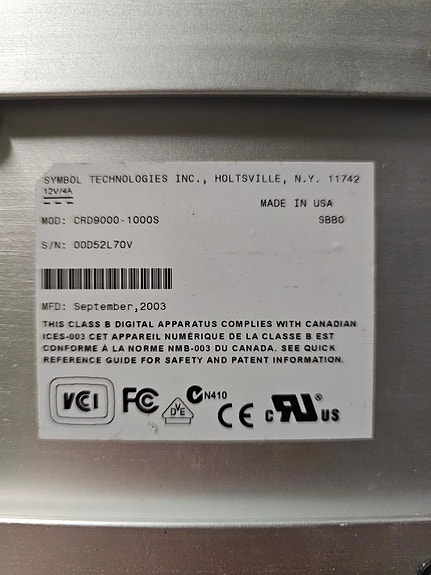 SYMBOL TECHNOLOGIES INC., HOLTSVILLE, N.Y. 11742
12V/4A
MADE IN USA
MOD: CRD9000-1000S SBB0
S/N: 00D52L70V
MFD: September,2003
THIS CLASS B DIGITAL APPARATUS COMPLIES WITH CANADIAN
ICES-003 CET APPAREIL NUMÉRIQUE DE LA CLASSE B EST
CONFORME À LA NORME NMB-003 DU CANADA. SEE QUICK
REFERENCE GUIDE FOR SAFETY AND PATENT INFORMATION.
VCI FC VDE N410 CE c RU ® US